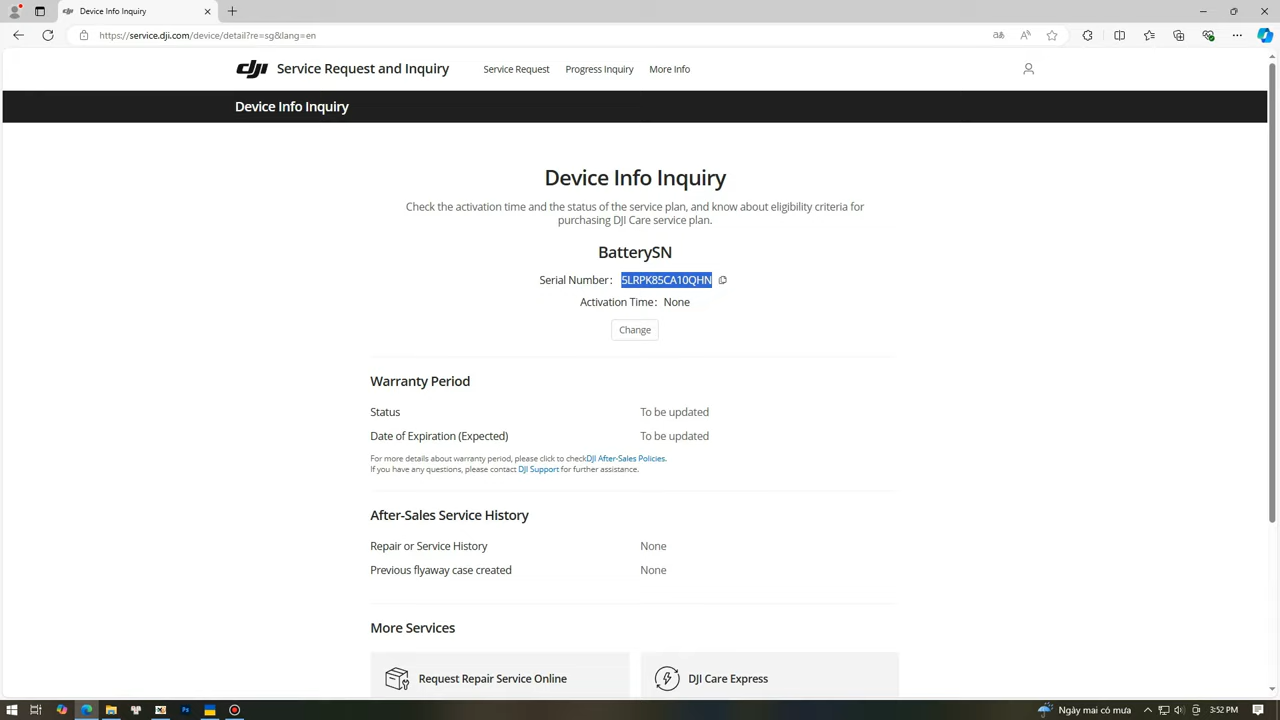 Device Info Inquiry
https://service.dji.com/device/detail?re=sg&lang=en
dji Service Request and Inquiry Service Request Progress Inquiry More Info
Device Info Inquiry
Device Info Inquiry
Check the activation time and the status of the service plan, and know about eligibility criteria for
purchasing DJI Care service plan.
BatterySN
Serial Number: 5LRPK85CA10QHN
Activation Time: None
Change
Warranty Period
Status To be updated
Date of Expiration (Expected) To be updated
For more details about warranty period, please click to checkDJI After-Sales Policies.
If you have any questions, please contact DJI Support for further assistance.
After-Sales Service History
Repair or Service History None
Previous flyaway case created None
More Services
Request Repair Service Online DJI Care Express
Ngày mai có mưa 3:52 PM